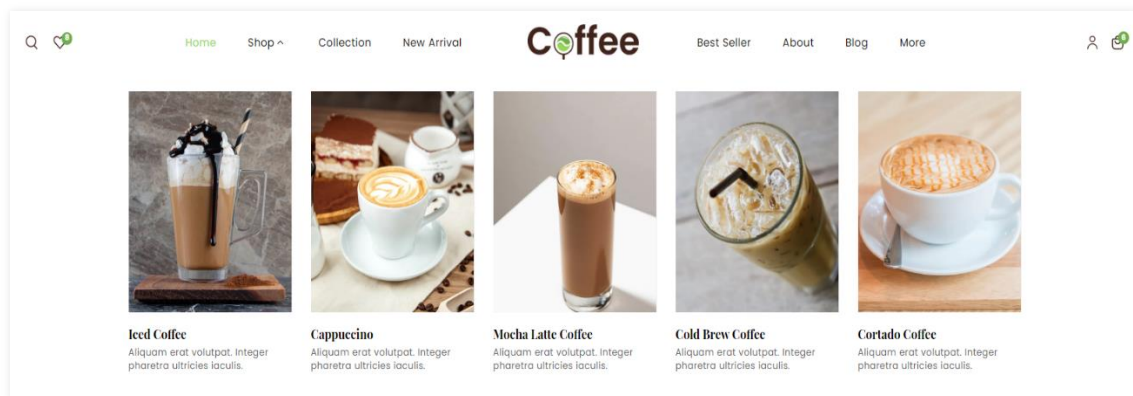 Home
Shop
Collection
New Arrival
Coffee
Best Seller
About
Blog
More
Iced Coffee
Aliquam erat volutpat. Integer
pharetra ultricies iaculis.
Cappuccino
Aliquam erat volutpat. Integer
pharetra ultricies iaculis.
Mocha Latte Coffee
Aliquam erat volutpat. Integer
pharetra ultricies iaculis.
Cold Brew Coffee
Aliquam erat volutpat. Integer
pharetra ultricies iaculis.
Cortado Coffee
Aliquam erat volutpat. Integer
pharetra ultricies iaculis.